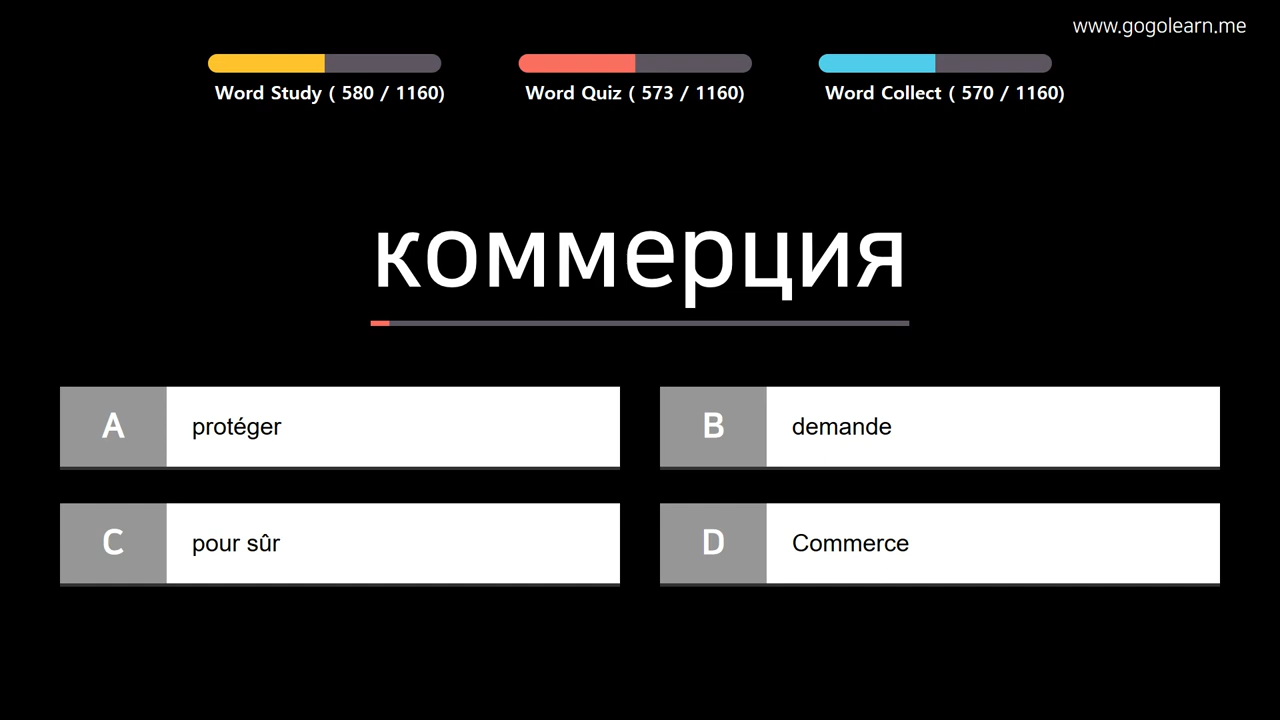 www.gogolearn.me
Word Study ( 580 / 1160)
Word Quiz ( 573 / 1160)
Word Collect ( 570 / 1160)
коммерция
A protéger
B demande
C pour sûr
D Commerce